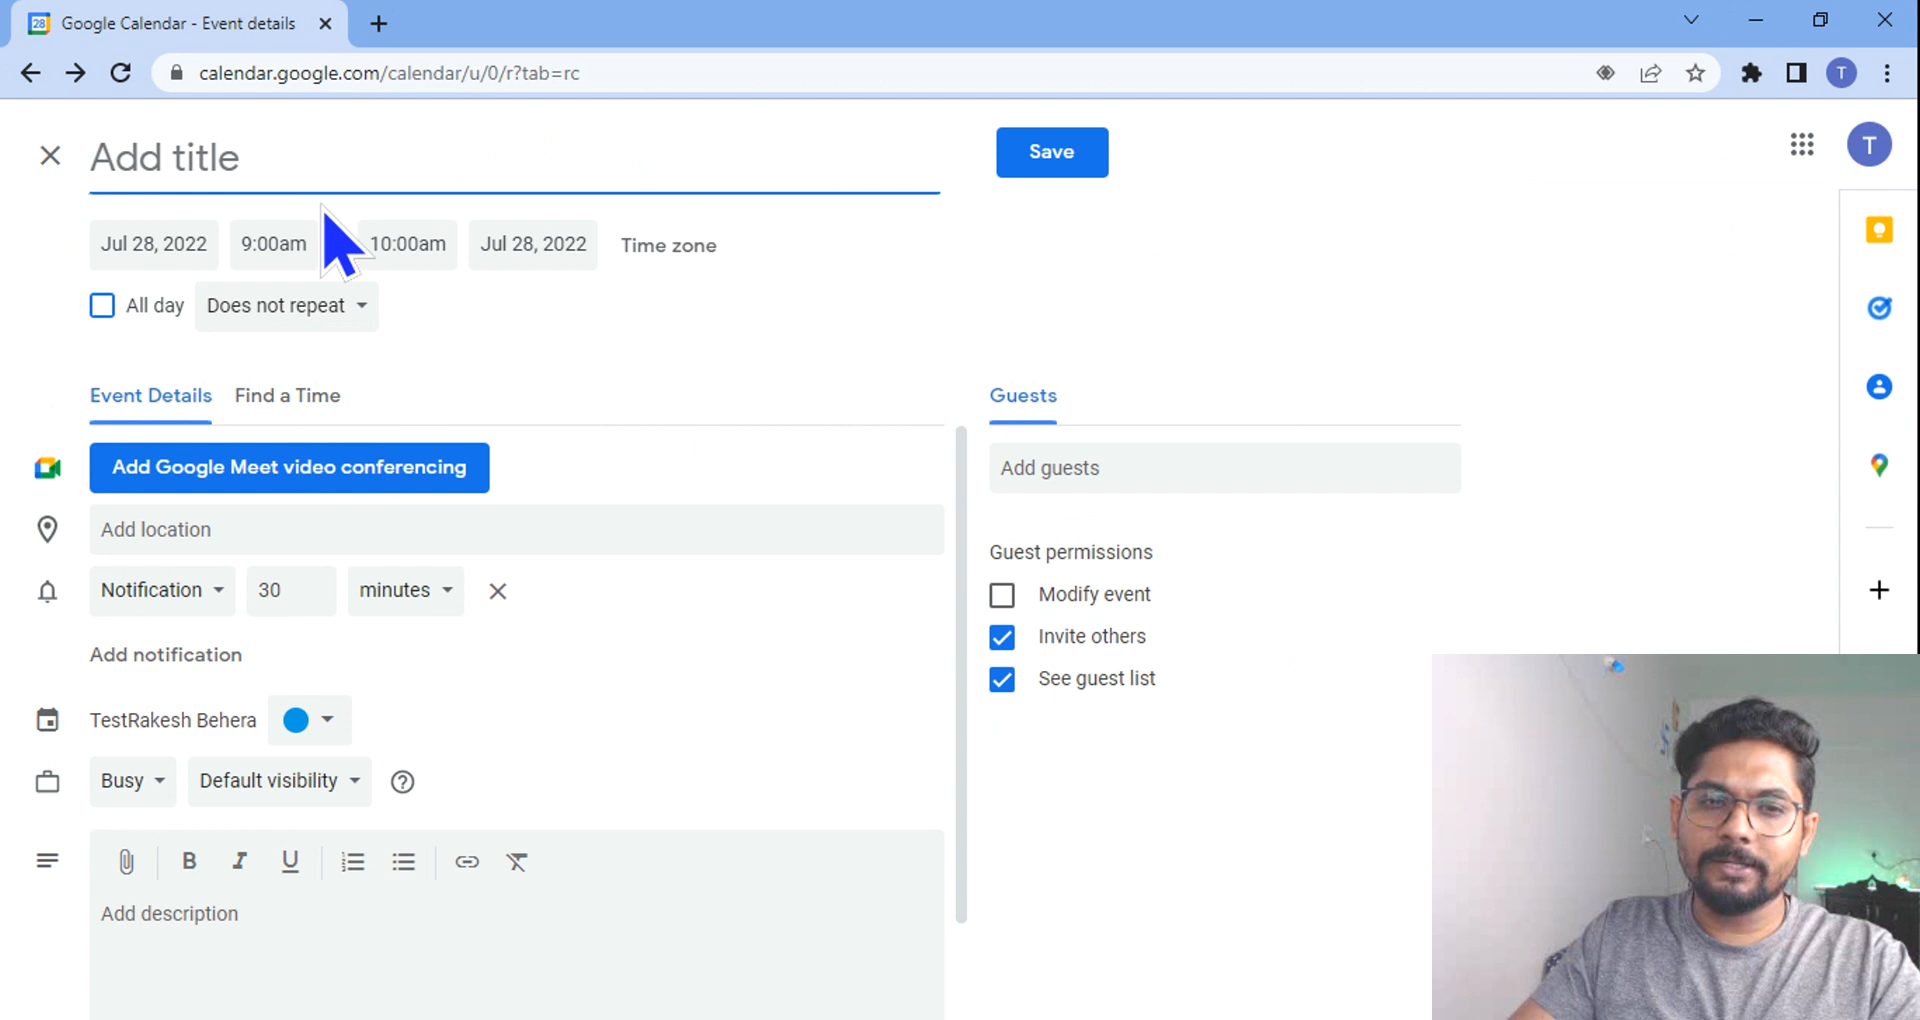 28 Google Calendar - Event details
calendar.google.com/calendar/u/0/r?tab=rc
T
Add title
Save
T
Jul 28, 2022 9:00am 10:00am Jul 28, 2022 Time zone
All day Does not repeat
Event Details Find a Time
Guests
Add Google Meet video conferencing
Add guests
Add location
Guest permissions
Notification 30 minutes
Modify event
Invite others
Add notification
See guest list
TestRakesh Behera
Busy Default visibility
B I U
Add description